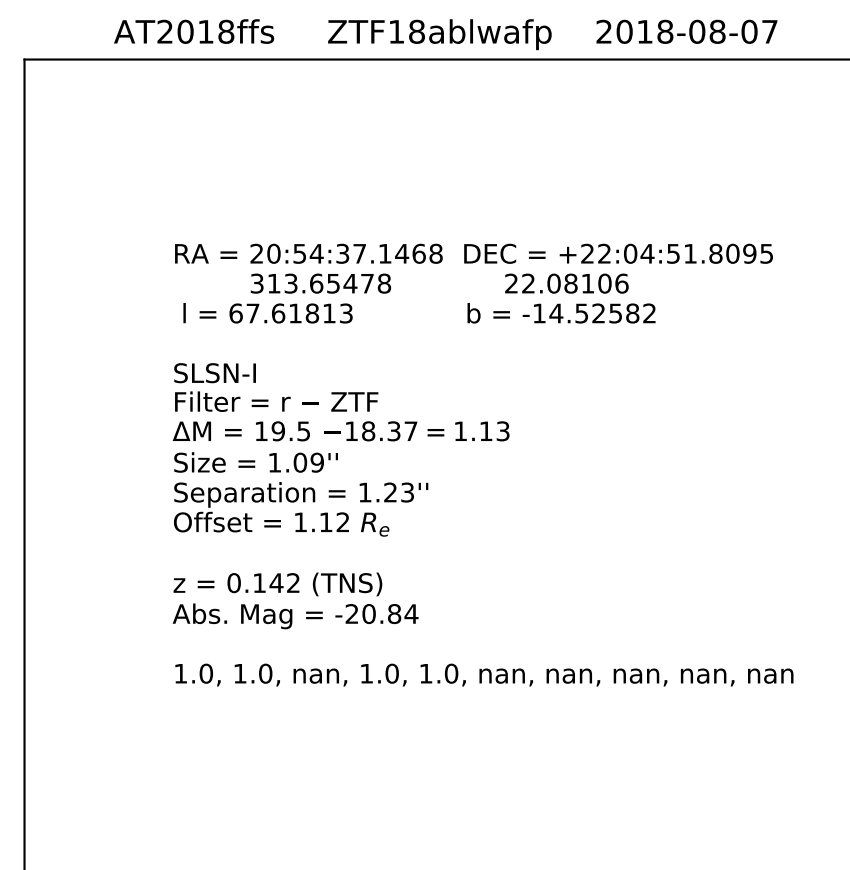 AT2018ffs ZTF18ablwafp 2018-08-07
RA = 20:54:37.1468 DEC = +22:04:51.8095
313.65478 22.08106
l = 67.61813 b = -14.52582
SLSN-I
Filter = r − ZTF
ΔM = 19.5 −18.37 = 1.13
Size = 1.09''
Separation = 1.23''
Offset = 1.12 Rₑ
z = 0.142 (TNS)
Abs. Mag = -20.84
1.0, 1.0, nan, 1.0, 1.0, nan, nan, nan, nan, nan